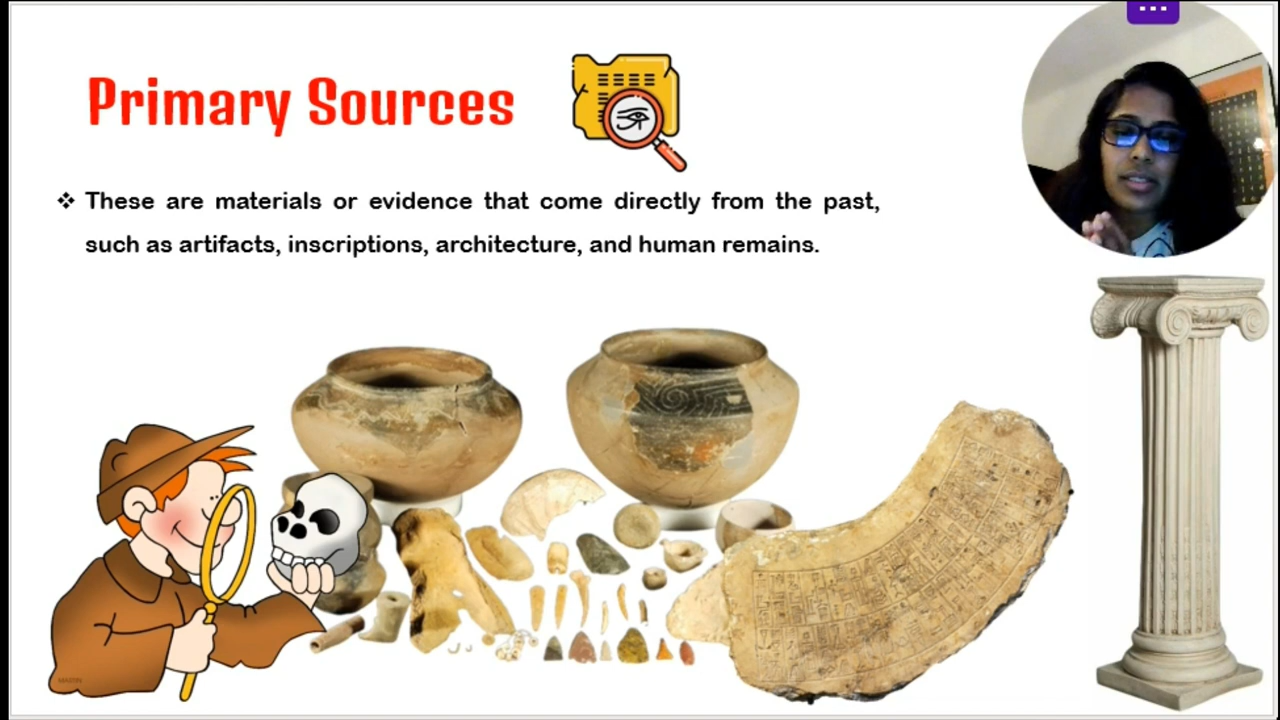 Primary Sources
❖ These are materials or evidence that come directly from the past,
such as artifacts, inscriptions, architecture, and human remains.
MARTIN